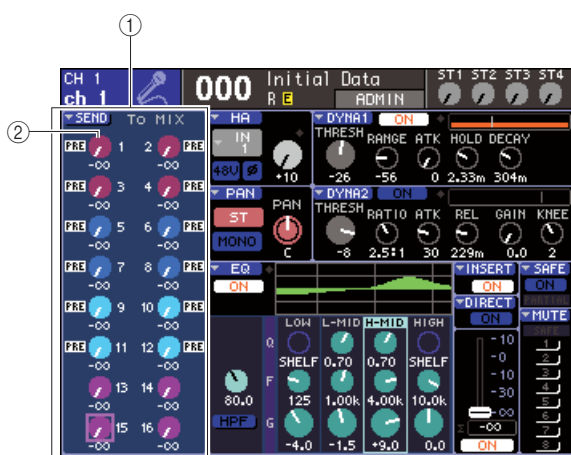 ①
②
CH 1
ch 1
000
Initial Data
R E
ADMIN
ST1 ST2 ST3 ST4
SEND To MIX
PRE 1 2 PRE
-∞ -∞
PRE 3 4 PRE
-∞ -∞
PRE 5 6 PRE
-∞ -∞
PRE 7 8 PRE
-∞ -∞
PRE 9 10 PRE
-∞ -∞
PRE 11 12 PRE
-∞ -∞
13 14
-∞ -∞
15 16
-∞ -∞
HA
IN
1
48V Ø
+10
PAN
PAN
ST
MONO
C
DYNA1 ON
THRESH RANGE ATK HOLD DECAY
-26 -56 0 2.33m 304m
DYNA2 ON
THRESH RATIO ATK REL GAIN KNEE
-8 2.5:1 30 229m 0.0 2
EQ
ON
LOW L-MID H-MID HIGH
Q
SHELF 0.70 0.70 SHELF
F
80.0
125 1.00k 4.00k 10.0k
HPF
G
-4.0 -1.5 +9.0 0.0
INSERT
ON
DIRECT
ON
-10
-0
-10
-30
-∞
Σ -∞
ON
SAFE
ON
PARTIAL
MUTE
SAFE
1
2
3
4
5
6
7
8